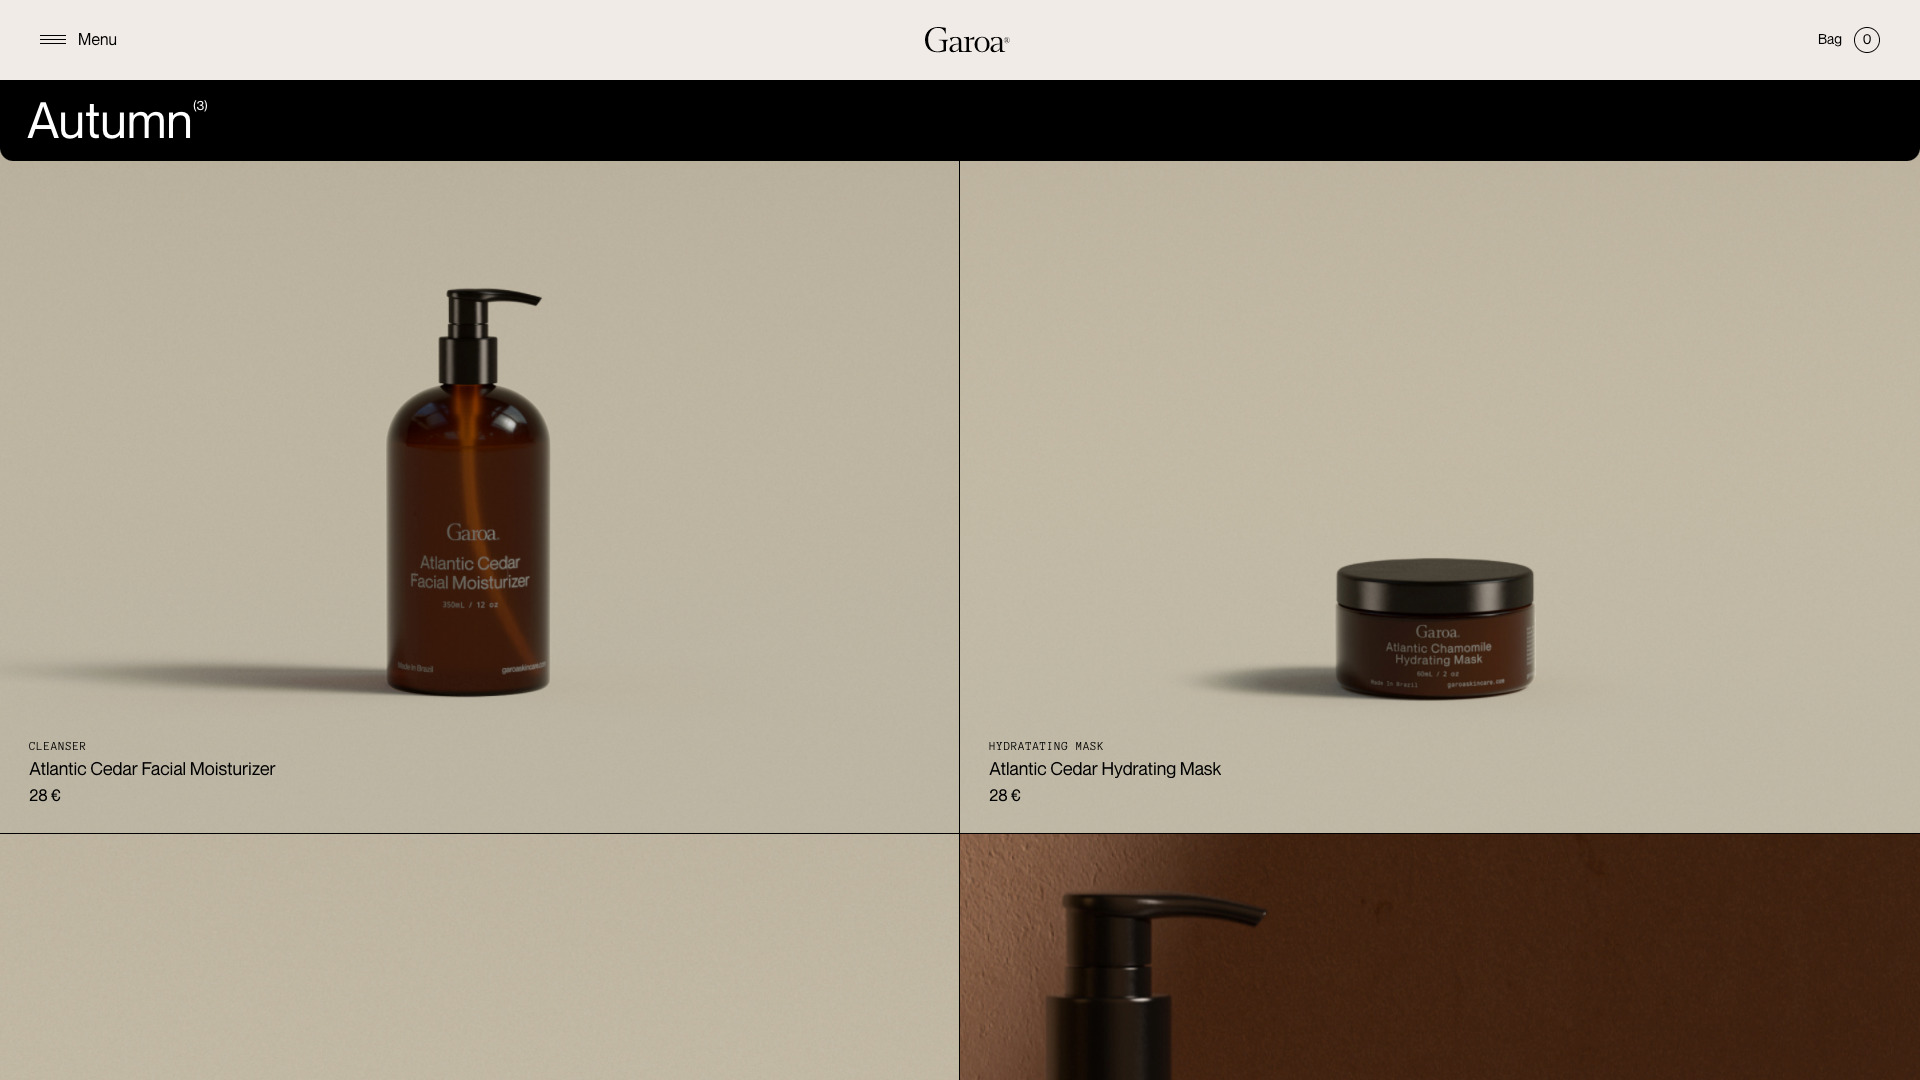 Menu
Garoa®
Bag 0
Autumn (3)
Garoa.
Atlantic Cedar
Facial Moisturizer
350mL / 12 oz
Made in Brazil
garoaskincare.com
CLEANSER
Atlantic Cedar Facial Moisturizer
28 €
Garoa.
Atlantic Chamomile
Hydrating Mask
60mL / 2 oz
Made In Brazil
garoaskincare.com
HYDRATATING MASK
Atlantic Cedar Hydrating Mask
28 €